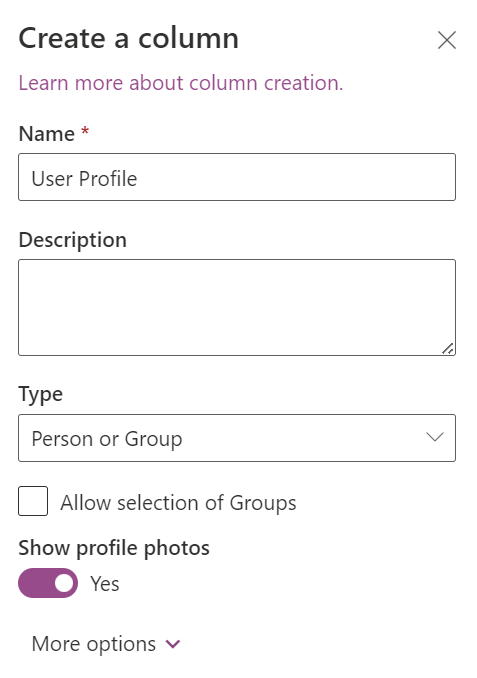 Create a column
Learn more about column creation.
Name *
User Profile
Description
Type
Person or Group
Allow selection of Groups
Show profile photos
Yes
More options